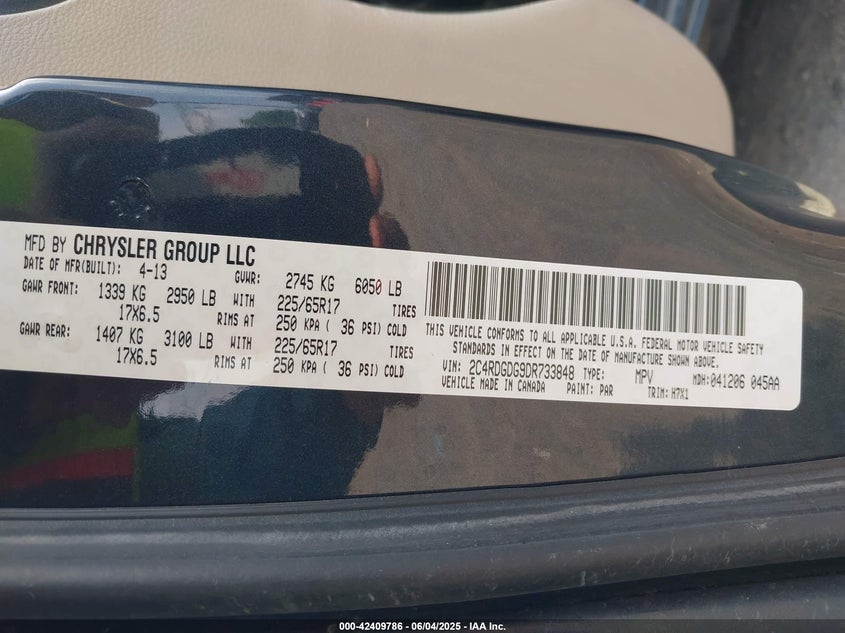 MFD BY CHRYSLER GROUP LLC
DATE OF MFR(BUILT): 4-13 GVWR: 2745 KG 6050 LB
GAWR FRONT: 1339 KG 2950 LB WITH 225/65R17 TIRES
17X6.5 RIMS AT 250 KPA ( 36 PSI) COLD
GAWR REAR: 1407 KG 3100 LB WITH 225/65R17 TIRES
17X6.5 RIMS AT 250 KPA ( 36 PSI) COLD
THIS VEHICLE CONFORMS TO ALL APPLICABLE U.S.A. FEDERAL MOTOR VEHICLE SAFETY
STANDARDS IN EFFECT ON THE DATE OF MANUFACTURE SHOWN ABOVE.
VIN: 2C4RDGDG9DR733848 TYPE: MPV MDH:041206 045AA
VEHICLE MADE IN CANADA PAINT: PAR TRIM: H7X1
000-42409786 - 06/04/2025 - IAA Inc.